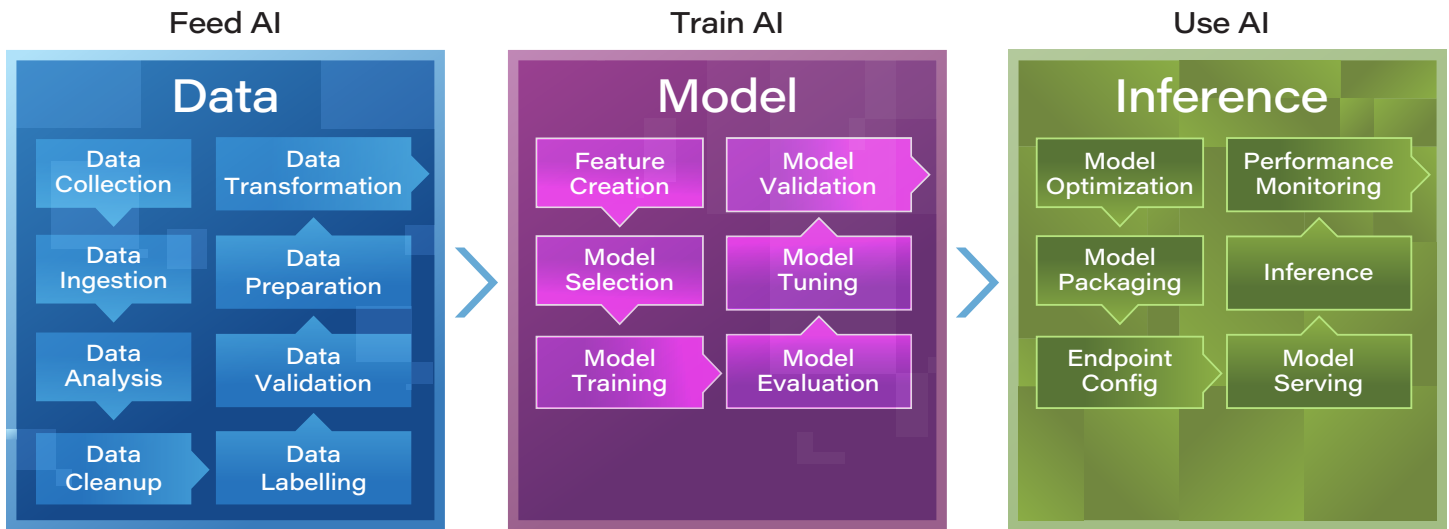 Feed AI
Data
Data
Collection
Data
Ingestion
Data
Analysis
Data
Cleanup
Data
Labelling
Data
Validation
Data
Preparation
Data
Transformation
Train AI
Model
Feature
Creation
Model
Selection
Model
Training
Model
Evaluation
Model
Tuning
Model
Validation
Use AI
Inference
Model
Optimization
Model
Packaging
Endpoint
Config
Model
Serving
Inference
Performance
Monitoring